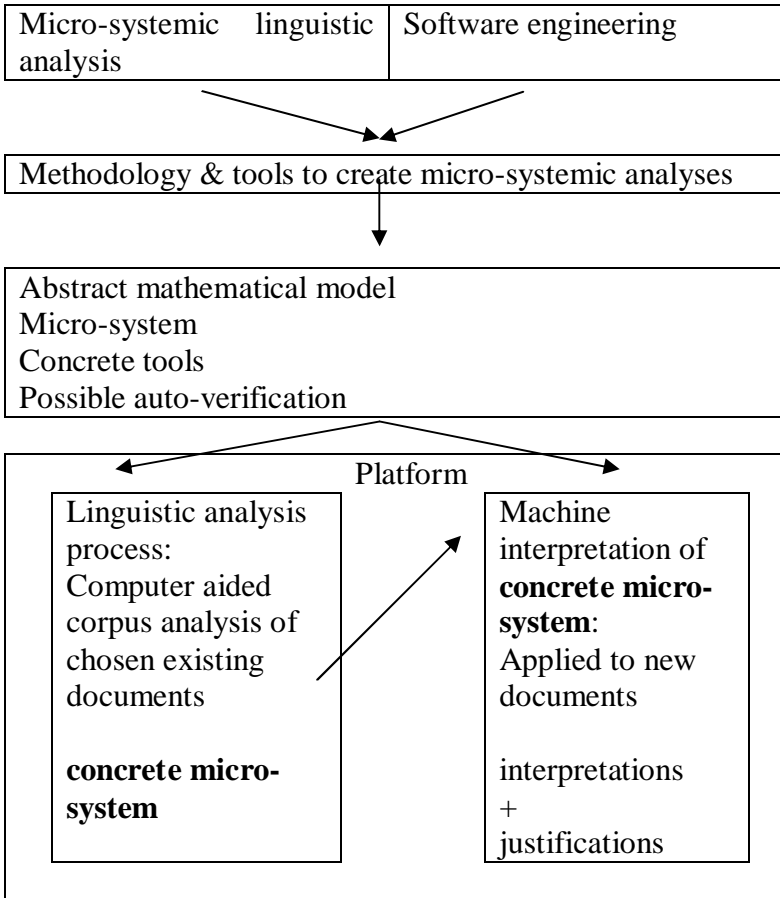 Micro-systemic linguistic
analysis
Software engineering
Methodology & tools to create micro-systemic analyses
Abstract mathematical model
Micro-system
Concrete tools
Possible auto-verification
Platform
Linguistic analysis
process:
Computer aided
corpus analysis of
chosen existing
documents
concrete micro-
system
Machine
interpretation of
concrete micro-
system:
Applied to new
documents
interpretations
+
justifications